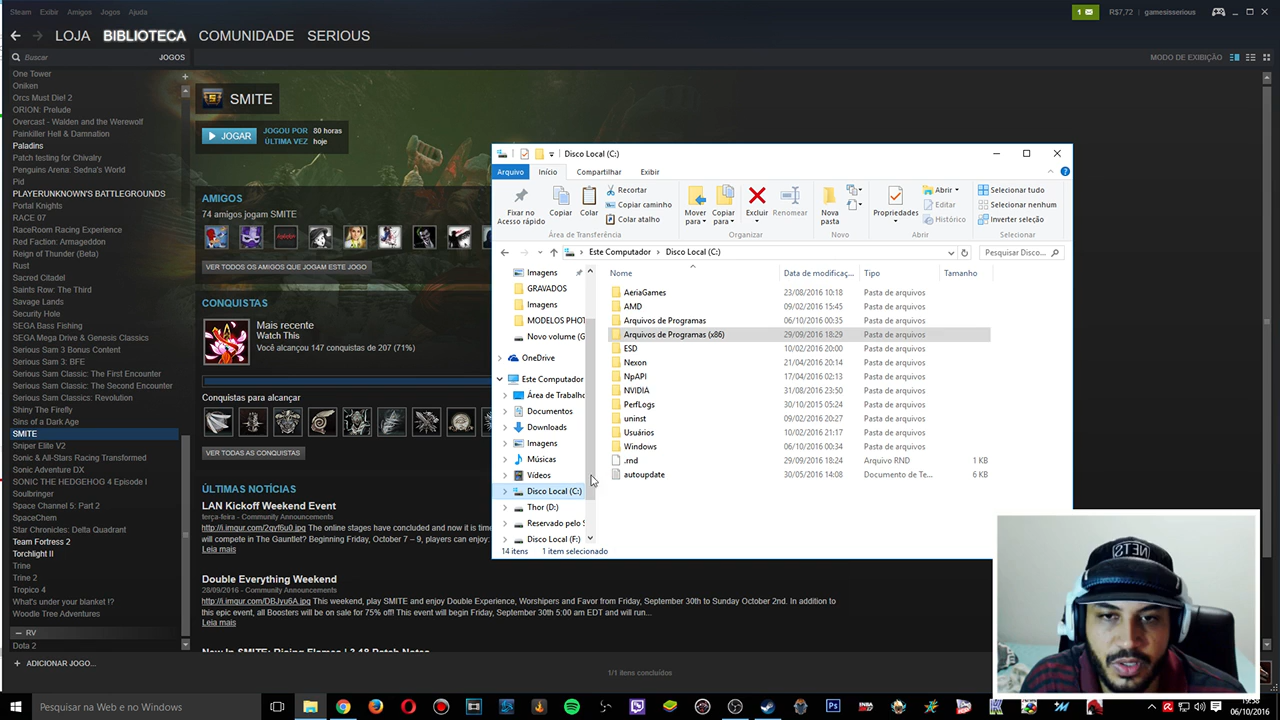 Steam Exibir Amigos Jogos Ajuda
1
R$7,72
gamesisserious
LOJA BIBLIOTECA COMUNIDADE SERIOUS
Buscar
JOGOS
MODO DE EXIBIÇÃO
One Tower
Oniken
Orcs Must Die! 2
ORION: Prelude
Overcast - Walden and the Werewolf
Painkiller Hell & Damnation
Paladins
Patch testing for Chivalry
Penguins Arena: Sedna's World
Pid
PLAYERUNKNOWN'S BATTLEGROUNDS
Portal Knights
RACE 07
RaceRoom Racing Experience
Red Faction: Armageddon
Reign of Thunder (Beta)
Rust
Sacred Citadel
Saints Row: The Third
Savage Lands
Security Hole
SEGA Bass Fishing
SEGA Mega Drive & Genesis Classics
Serious Sam 3 Bonus Content
Serious Sam 3: BFE
Serious Sam Classic: The First Encounter
Serious Sam Classic: The Second Encounter
Serious Sam Classics: Revolution
Shiny The Firefly
Sins of a Dark Age
SMITE
Sniper Elite V2
Sonic & All-Stars Racing Transformed
Sonic Adventure DX
SONIC THE HEDGEHOG 4 Episode I
Soulbringer
Space Channel 5: Part 2
SpaceChem
Star Chronicles: Delta Quadrant
Team Fortress 2
Torchlight II
Trine
Trine 2
Tropico 4
What's under your blanket !?
Woodle Tree Adventures
RV
Dota 2
ADICIONAR JOGO...
SMITE
JOGAR
JOGOU POR 80 horas
ÚLTIMA VEZ hoje
AMIGOS
74 amigos jogam SMITE
VER TODOS OS AMIGOS QUE JOGAM ESTE JOGO
CONQUISTAS
Mais recente
Watch This
Você alcançou 147 conquistas de 207 (71%)
Conquistas para alcançar
VER TODAS AS CONQUISTAS
ÚLTIMAS NOTÍCIAS
LAN Kickoff Weekend Event
terça-feira - Community Announcements
http://i.imgur.com/2gvf6u0.jpg The online stages have concluded and now it is time
will compete in The Gauntlet? Beginning Friday, October 7 – 9, players can enjoy:
Leia mais
Double Everything Weekend
28/09/2016 - Community Announcements
http://i.imgur.com/DBJvu6A.jpg This weekend, play SMITE and enjoy Double Experience, Worshipers and Favor from Friday, September 30th to Sunday October 2nd. In addition to
this epic event, all Boosters will be on sale for 75% off! This event will begin Friday, September 30th 5:00 am EDT and will run...
Leia mais
New In SMITE: Rising Flames | 3.18 Patch Notes
1/1 itens concluídos
Disco Local (C:)
Arquivo Início Compartilhar Exibir
Fixar no
Acesso rápido
Copiar
Colar
Recortar
Copiar caminho
Colar atalho
Área de Transferência
Mover
para
Copiar
para
Excluir
Renomear
Organizar
Nova
pasta
Novo
Propriedades
Abrir
Editar
Histórico
Abrir
Selecionar tudo
Selecionar nenhum
Inverter seleção
Selecionar
Este Computador Disco Local (C:)
Pesquisar Disco...
Imagens
GRAVADOS
Imagens
MODELOS PHOT
Novo volume (G
OneDrive
Este Computador
Área de Trabalho
Documentos
Downloads
Imagens
Músicas
Vídeos
Disco Local (C:)
Thor (D:)
Reservado pelo S
Disco Local (F:)
Nome Data de modificaç... Tipo Tamanho
AeriaGames 23/08/2016 10:18 Pasta de arquivos
AMD 09/02/2016 15:45 Pasta de arquivos
Arquivos de Programas 06/10/2016 00:35 Pasta de arquivos
Arquivos de Programas (x86) 29/09/2016 18:29 Pasta de arquivos
ESD 10/02/2016 20:00 Pasta de arquivos
Nexon 21/04/2016 20:14 Pasta de arquivos
NpAPI 17/04/2016 02:13 Pasta de arquivos
NVIDIA 31/08/2016 23:50 Pasta de arquivos
PerfLogs 30/10/2015 05:24 Pasta de arquivos
uninst 09/02/2016 20:27 Pasta de arquivos
Usuários 10/02/2016 21:17 Pasta de arquivos
Windows 06/10/2016 00:34 Pasta de arquivos
.rnd 29/09/2016 18:24 Arquivo RND 1 KB
autoupdate 30/05/2016 14:08 Documento de Te... 6 KB
14 itens 1 item selecionado
NETS
Pesquisar na Web e no Windows
19:58
06/10/2016